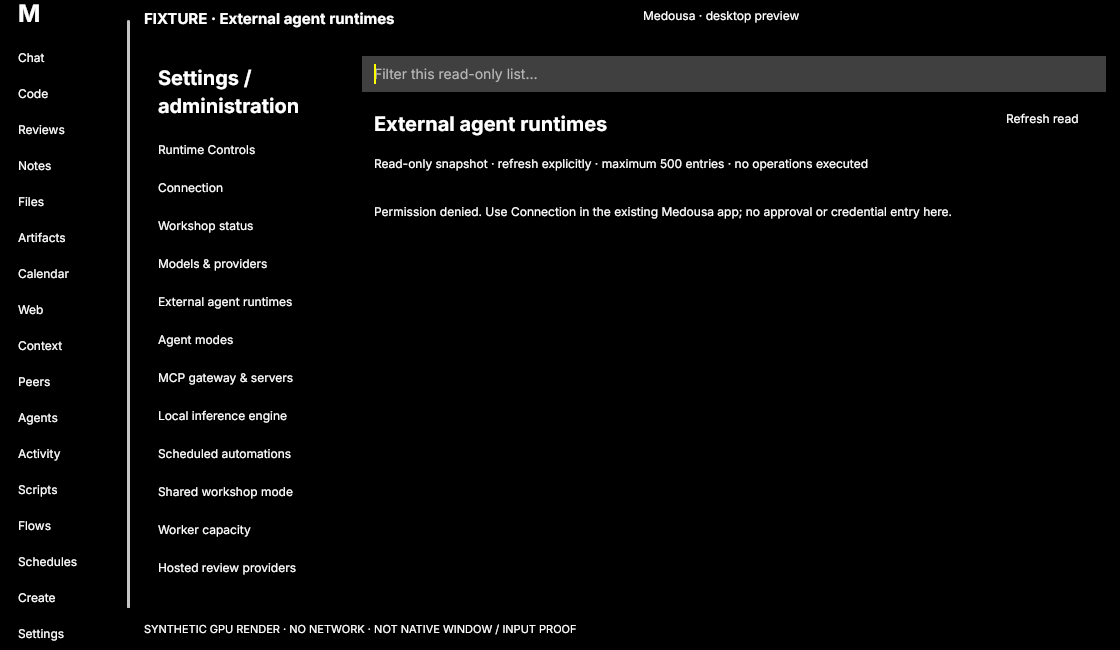 M
Chat
Code
Reviews
Notes
Files
Artifacts
Calendar
Web
Context
Peers
Agents
Activity
Scripts
Flows
Schedules
Create
Settings
FIXTURE · External agent runtimes
Medousa · desktop preview
Settings /
administration
Runtime Controls
Connection
Workshop status
Models & providers
External agent runtimes
Agent modes
MCP gateway & servers
Local inference engine
Scheduled automations
Shared workshop mode
Worker capacity
Hosted review providers
Filter this read-only list...
External agent runtimes
Refresh read
Read-only snapshot · refresh explicitly · maximum 500 entries · no operations executed
Permission denied. Use Connection in the existing Medousa app; no approval or credential entry here.
SYNTHETIC GPU RENDER · NO NETWORK · NOT NATIVE WINDOW / INPUT PROOF